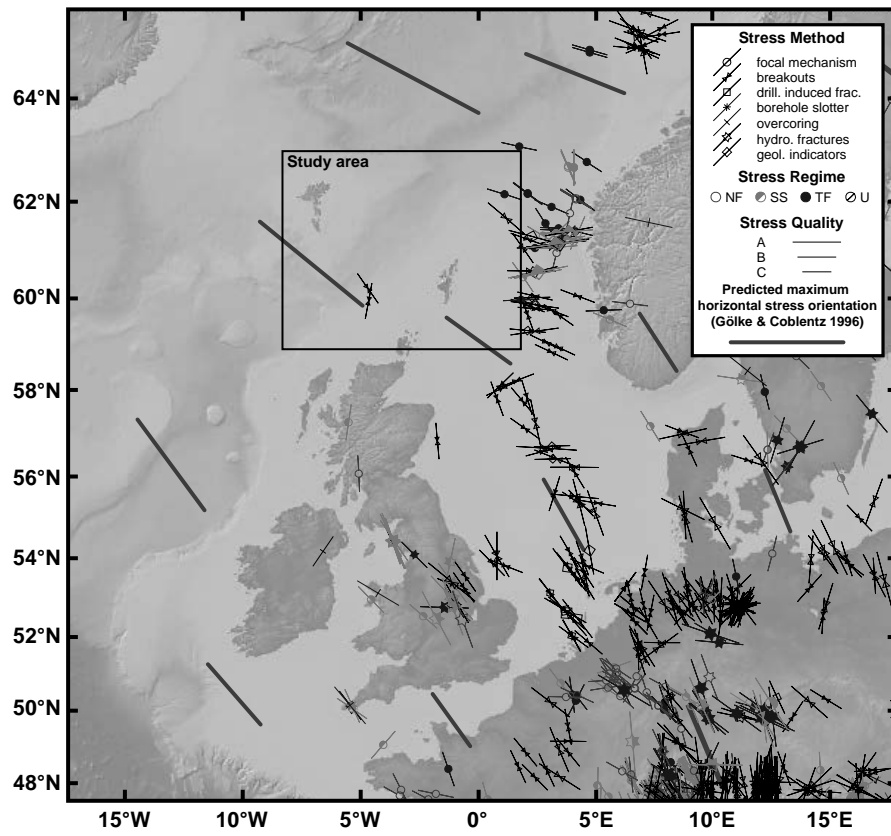 Study area
Stress Method
focal mechanism
breakouts
drill. induced frac.
borehole slotter
overcoring
hydro. fractures
geol. indicators
Stress Regime
NF SS TF U
Stress Quality
A
B
C
Predicted maximum
horizontal stress orientation
(Gölke & Coblentz 1996)
64°N
62°N
60°N
58°N
56°N
54°N
52°N
50°N
48°N
15°W 10°W 5°W 0° 5°E 10°E 15°E